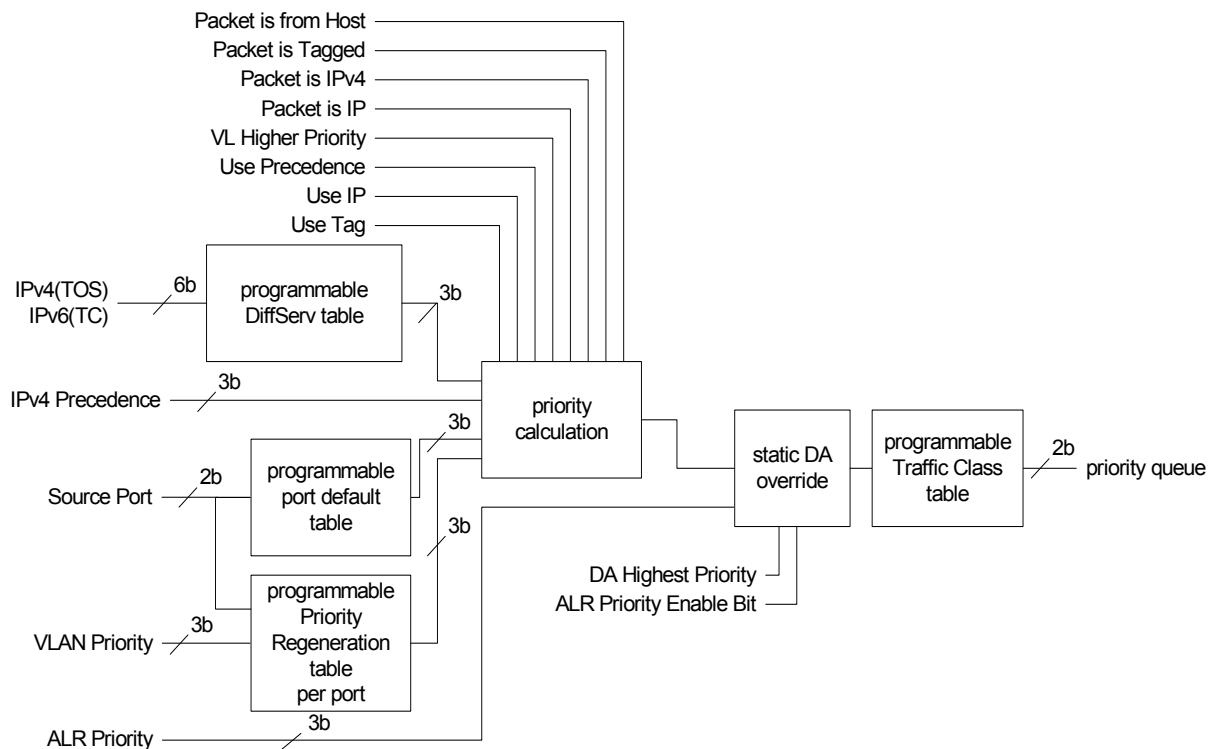 Packet is from Host
Packet is Tagged
Packet is IPv4
Packet is IP
VL Higher Priority
Use Precedence
Use IP
Use Tag
IPv4(TOS)
IPv6(TC)
6b
programmable
DiffServ table
3b
IPv4 Precedence
3b
priority
calculation
Source Port
2b
programmable
port default
table
3b
3b
static DA
override
programmable
Traffic Class
table
2b
priority queue
DA Highest Priority
ALR Priority Enable Bit
VLAN Priority
3b
programmable
Priority
Regeneration
table
per port
ALR Priority
3b